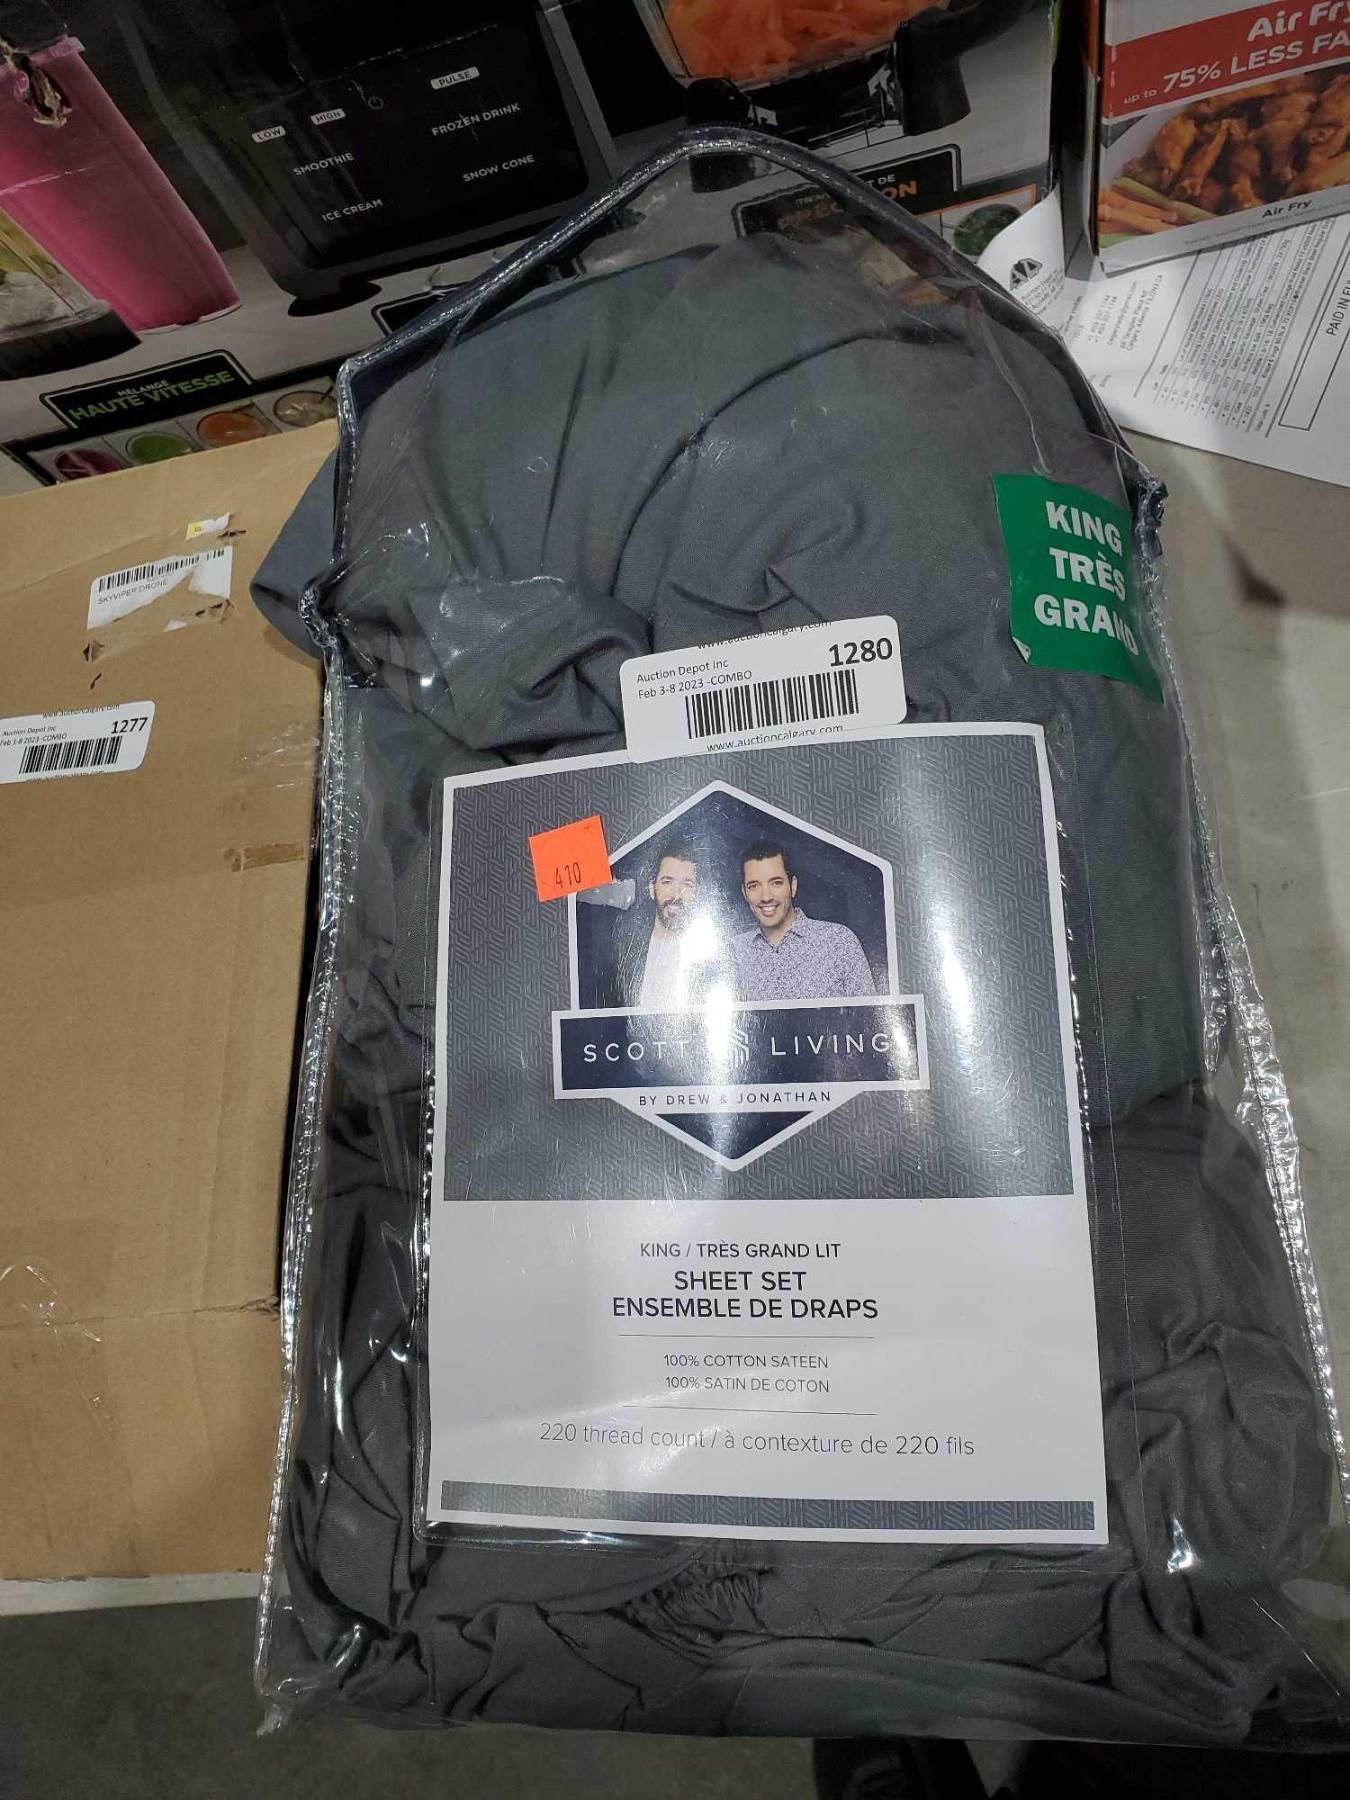 PULSE
LOW
HIGH
FROZEN DRINK
SMOOTHIE
SNOW CONE
ICE CREAM
MÉLANGE
HAUTE VITESSE
Air
up to 75% LESS
Air Fry
PAID IN
SKYVIPER DRONE
Auction Depot Inc
1277
Feb 3-8 2023 -COMBO
KING
TRÈS
GRAND
www.auctioncalgary.com
Auction Depot Inc
1280
Feb 3-8 2023 -COMBO
www.auctioncalgary.com
410
SCOTT LIVING
BY DREW & JONATHAN
KING / TRÈS GRAND LIT
SHEET SET
ENSEMBLE DE DRAPS
100% COTTON SATEEN
100% SATIN DE COTON
220 thread count / à contexture de 220 fils